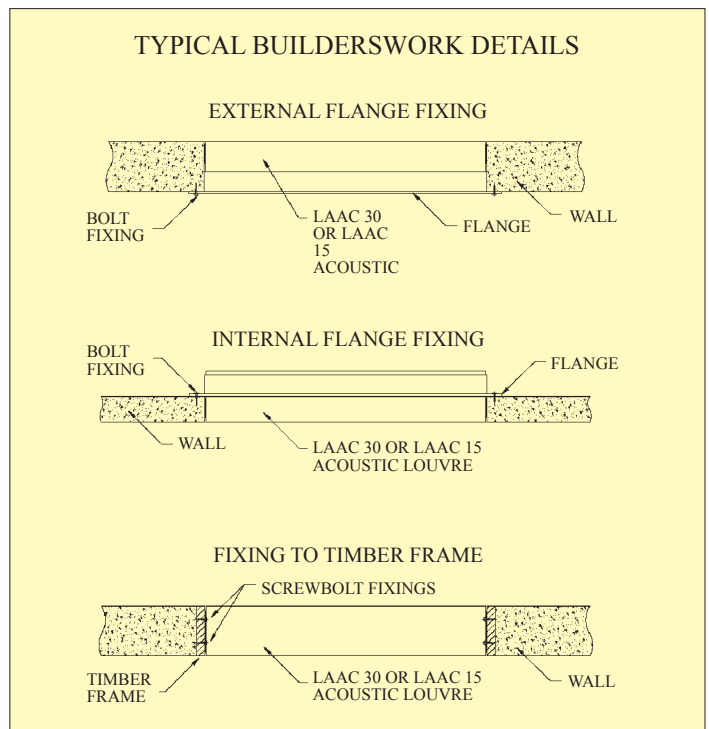 TYPICAL BUILDERSWORK DETAILS
EXTERNAL FLANGE FIXING
BOLT
FIXING
LAAC 30
OR LAAC
15
ACOUSTIC
FLANGE
WALL
INTERNAL FLANGE FIXING
BOLT
FIXING
FLANGE
WALL
LAAC 30 OR LAAC 15
ACOUSTIC LOUVRE
FIXING TO TIMBER FRAME
SCREWBOLT FIXINGS
TIMBER
FRAME
LAAC 30 OR LAAC 15
ACOUSTIC LOUVRE
WALL